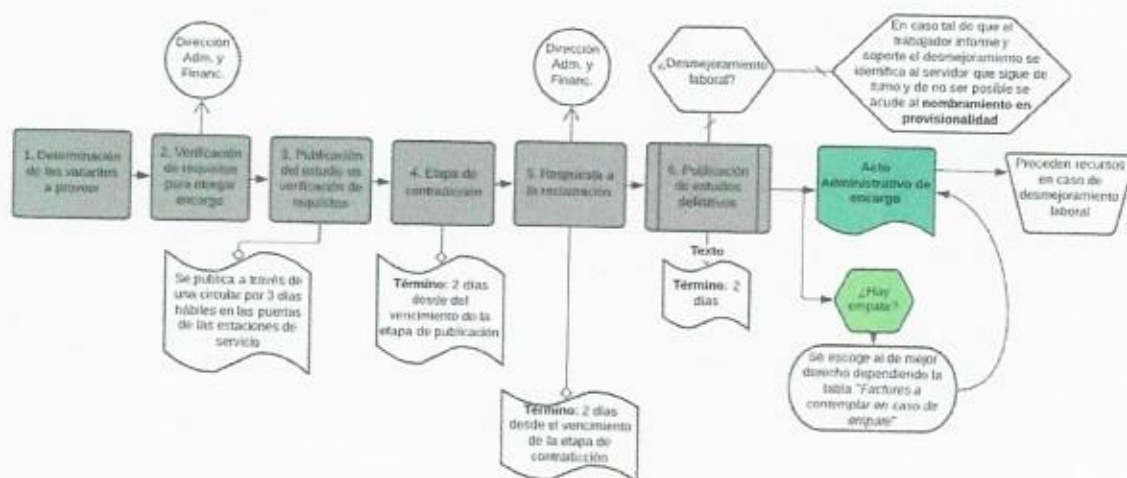 Dirección
Adm. y
Financ.
Dirección
Adm. y
Financ.
¿Desmejoramiento
laboral?
En caso tal de que el
trabajador informe y
soporte el desmejoramiento se
identifica al servidor que sigue de
turno y de no ser posible se
acude al nombramiento en
provisionalidad
1. Determinación
de las vacantes
a proveer
2. Verificación
de requisitos
para otorgar
encargo
3. Publicación
del estudio de
verificación de
requisitos
4. Etapa de
contradicción
5. Respuesta a
la reclamación
6. Publicación
de estudios
definitivos
Acto
Administrativo de
encargo
Proceden recursos
en caso de
desmejoramiento
laboral
Se publica a través de
una circular por 3 días
hábiles en las puertas
de las estaciones de
servicio
Término: 2 días
desde del
vencimiento de la
etapa de publicación
Texto
Término: 2
días
¿Hay
empate?
Se escoge al de mejor
derecho dependiendo la
tabla "Factores a
contemplar en caso de
empate"
Término: 2 días
desde el vencimiento
de la etapa de
contradicción